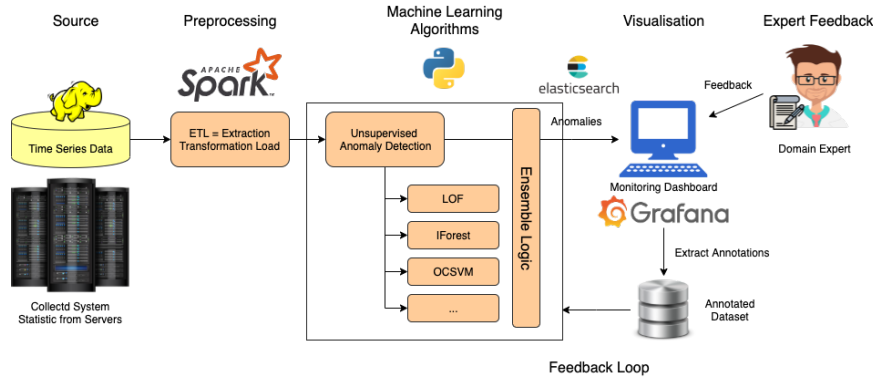 Source
Preprocessing
Machine Learning
Algorithms
Visualisation
Expert Feedback
APACHE
Spark™
elasticsearch
Feedback
Time Series Data
ETL = Extraction
Transformation Load
Unsupervised
Anomaly Detection
Anomalies
Domain Expert
Ensemble Logic
Monitoring Dashboard
LOF
Grafana
IForest
Extract Annotations
OCSVM
Collectd System
Statistic from Servers
...
Annotated
Dataset
Feedback Loop